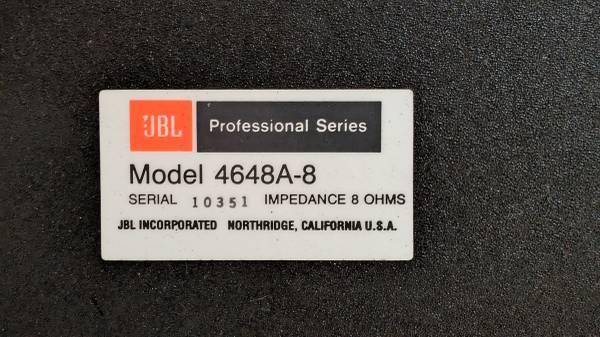 JBL Professional Series
Model 4648A-8
SERIAL 10351 IMPEDANCE 8 OHMS
JBL INCORPORATED NORTHRIDGE, CALIFORNIA U.S.A.